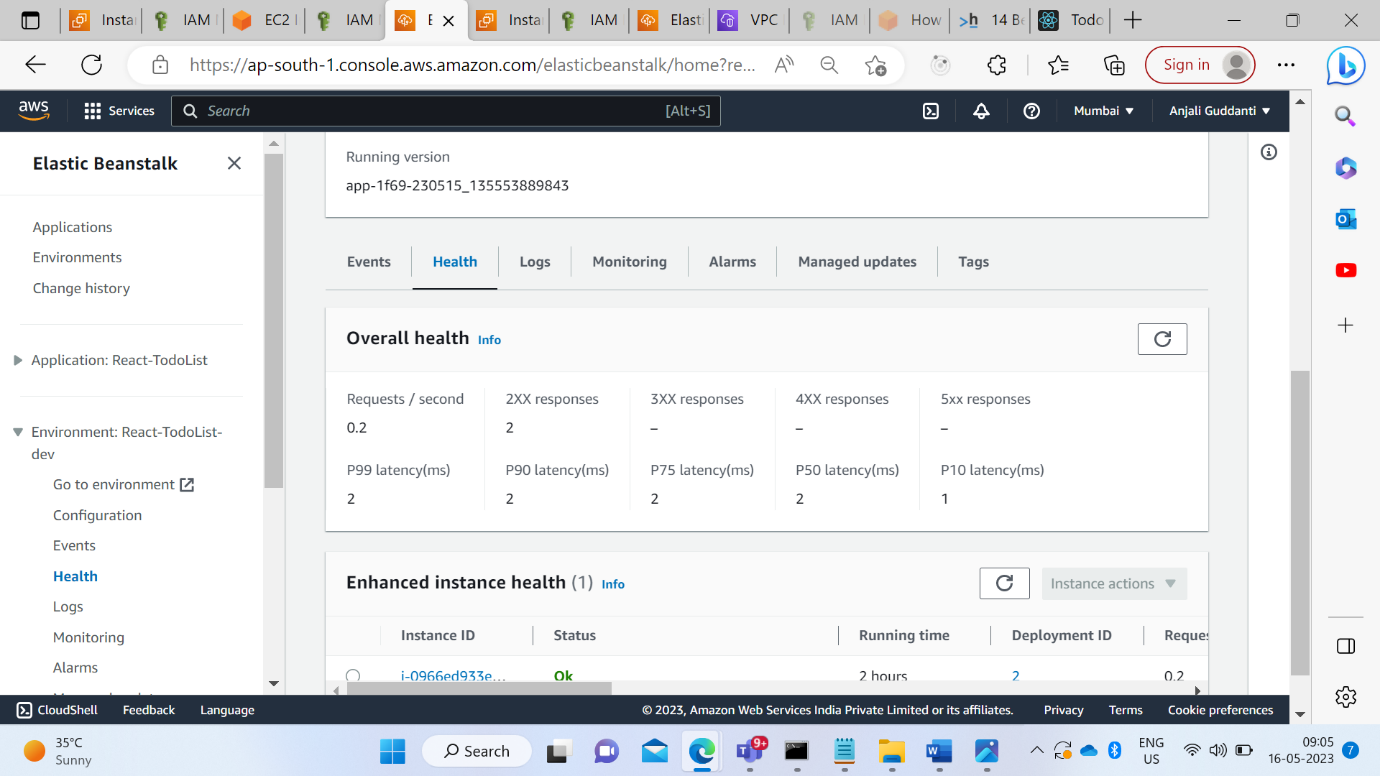 Insta
IAM
EC2 I
IAM
E
Insta
IAM
Elasti
VPC
IAM
How
14 Be
Todo
https://ap-south-1.console.aws.amazon.com/elasticbeanstalk/home?re...
Sign in
aws
Services
Search
[Alt+S]
Mumbai
Anjali Guddanti
Elastic Beanstalk
Applications
Environments
Change history
Application: React-TodoList
Environment: React-TodoList-
dev
Go to environment
Configuration
Events
Health
Logs
Monitoring
Alarms
Running version
app-1f69-230515_135553889843
Events
Health
Logs
Monitoring
Alarms
Managed updates
Tags
Overall health Info
Requests / second
2XX responses
3XX responses
4XX responses
5xx responses
0.2
2
–
–
–
P99 latency(ms)
P90 latency(ms)
P75 latency(ms)
P50 latency(ms)
P10 latency(ms)
2
2
2
2
1
Enhanced instance health (1) Info
Instance actions
Instance ID
Status
Running time
Deployment ID
Reque
i-0966ed933e...
Ok
2 hours
2
0.2
CloudShell
Feedback
Language
© 2023, Amazon Web Services India Private Limited or its affiliates.
Privacy
Terms
Cookie preferences
35°C
Sunny
Search
9+
ENG
US
09:05
16-05-2023
7